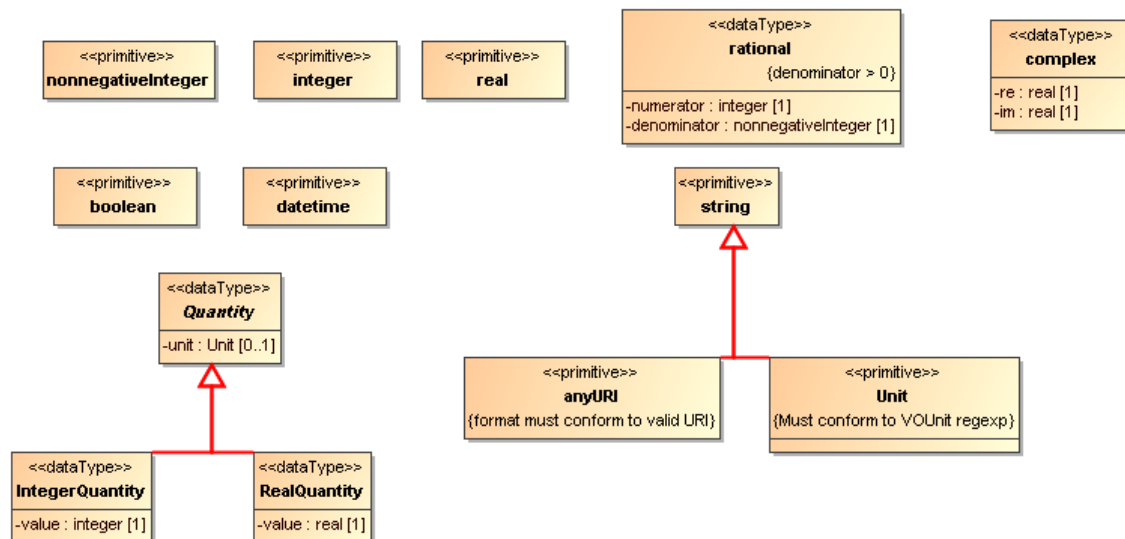 <<primitive>>
nonnegativeInteger
<<primitive>>
integer
<<primitive>>
real
<<dataType>>
rational
{denominator > 0}
-numerator : integer [1]
-denominator : nonnegativeInteger [1]
<<dataType>>
complex
-re : real [1]
-im : real [1]
<<primitive>>
boolean
<<primitive>>
datetime
<<primitive>>
string
<<dataType>>
Quantity
-unit : Unit [0..1]
<<primitive>>
anyURI
{format must conform to valid URI}
<<primitive>>
Unit
{Must conform to VOUnit regexp}
<<dataType>>
IntegerQuantity
-value : integer [1]
<<dataType>>
RealQuantity
-value : real [1]